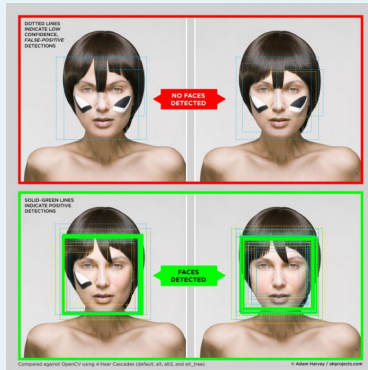 DOTTED LINES
INDICATE LOW
CONFIDENCE,
FALSE-POSITIVE
DETECTIONS
NO FACES
DETECTED
SOLID-GREEN LINES
INDICATE POSITIVE
DETECTIONS
FACES
DETECTED
Compared against OpenCV using 4 Haar Cascades (default, alt, alt2, and alt_tree)
© Adam Harvey / ahprojects.com